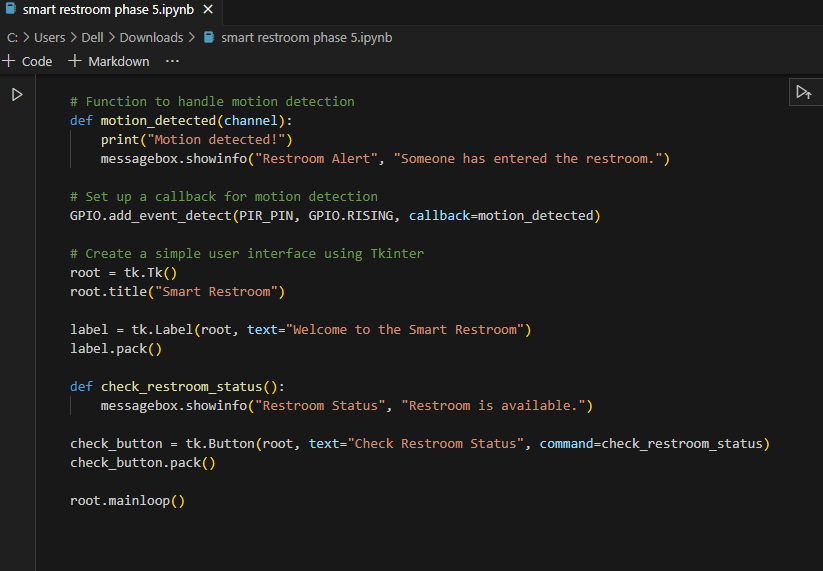 smart restroom phase 5.ipynb ×
C: > Users > Dell > Downloads > smart restroom phase 5.ipynb
+ Code + Markdown ···
# Function to handle motion detection
def motion_detected(channel):
    print("Motion detected!")
    messagebox.showinfo("Restroom Alert", "Someone has entered the restroom.")
# Set up a callback for motion detection
GPIO.add_event_detect(PIR_PIN, GPIO.RISING, callback=motion_detected)
# Create a simple user interface using Tkinter
root = tk.Tk()
root.title("Smart Restroom")
label = tk.Label(root, text="Welcome to the Smart Restroom")
label.pack()
def check_restroom_status():
    messagebox.showinfo("Restroom Status", "Restroom is available.")
check_button = tk.Button(root, text="Check Restroom Status", command=check_restroom_status)
check_button.pack()
root.mainloop()